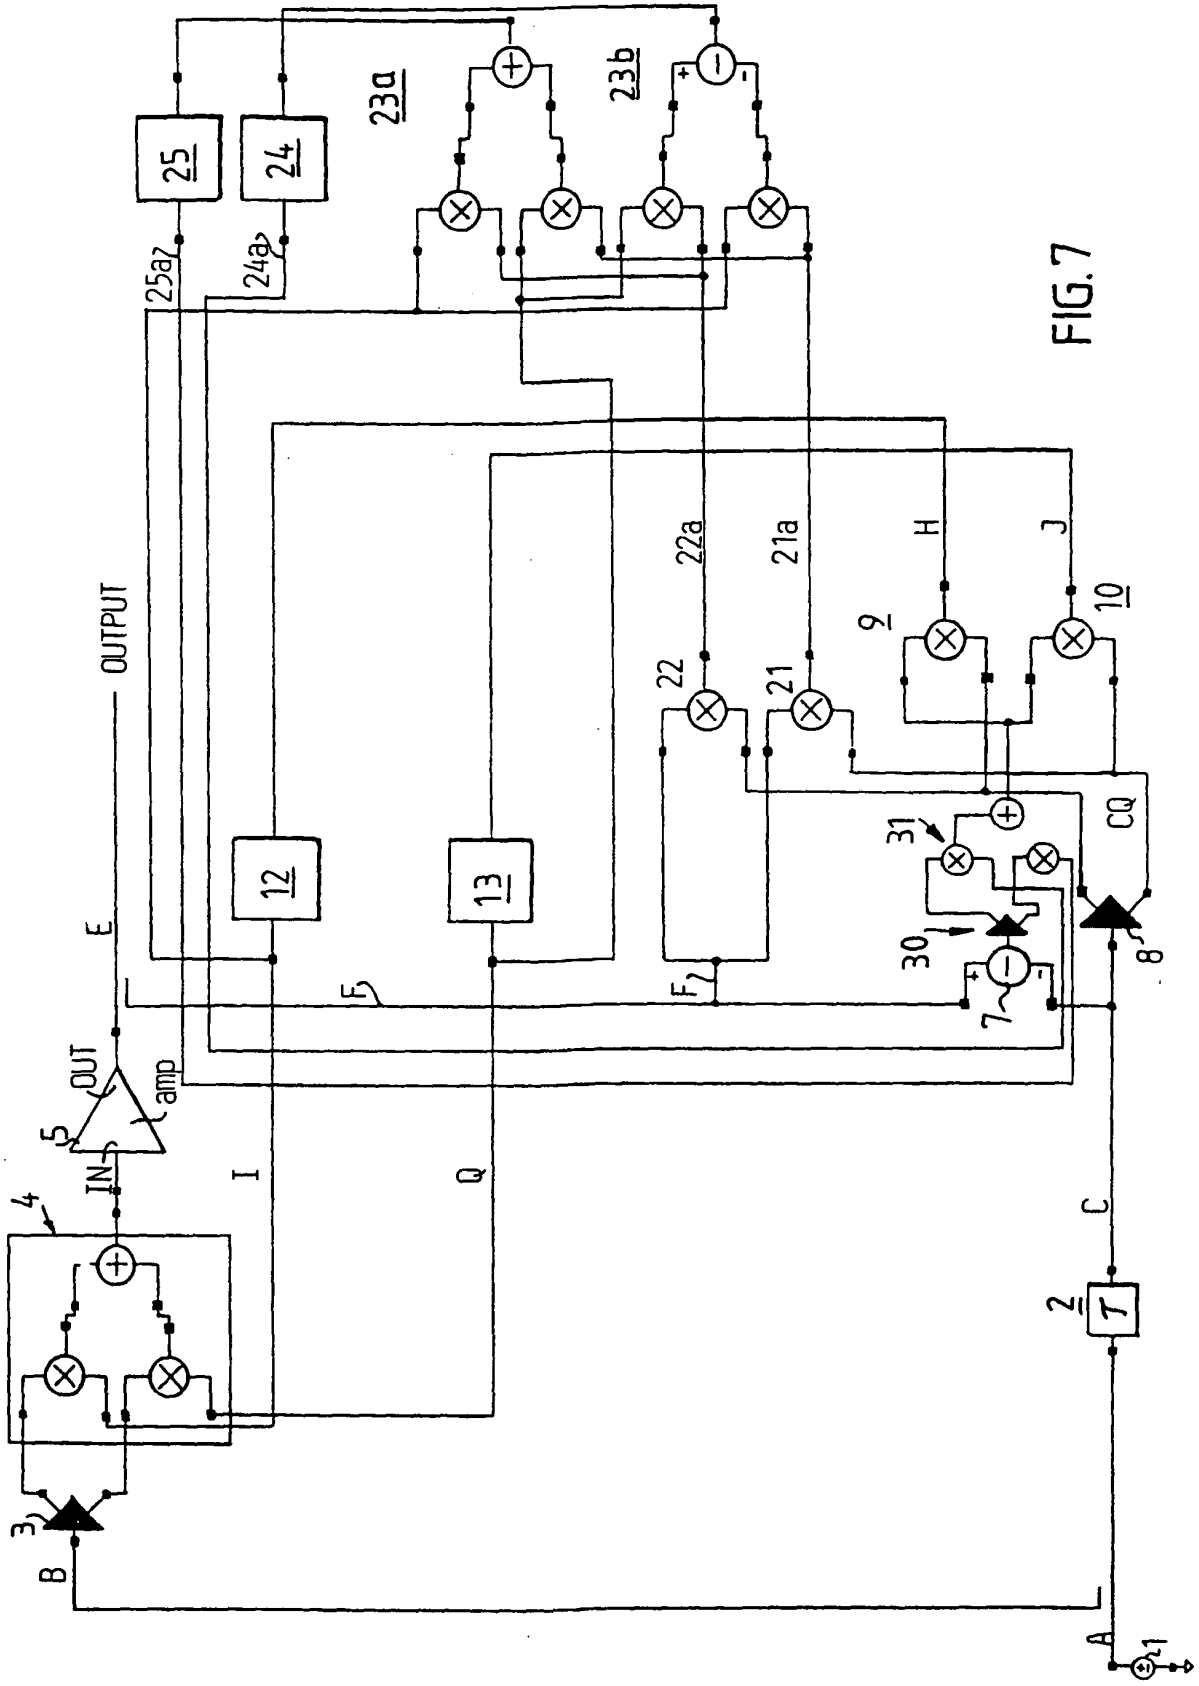 FIG. 7
OUTPUT
E
OUT
5
amp
IN
4
+
×
×
3
B
I
Q
12
13
F
F
25
24
25a
24a
23a
23b
+
×
×
−
+
-
×
×
22a
21a
22
×
21
×
H
J
9
×
10
×
CQ
31
×
+
×
30
+
−
-
7
8
C
2
τ
A
±
1